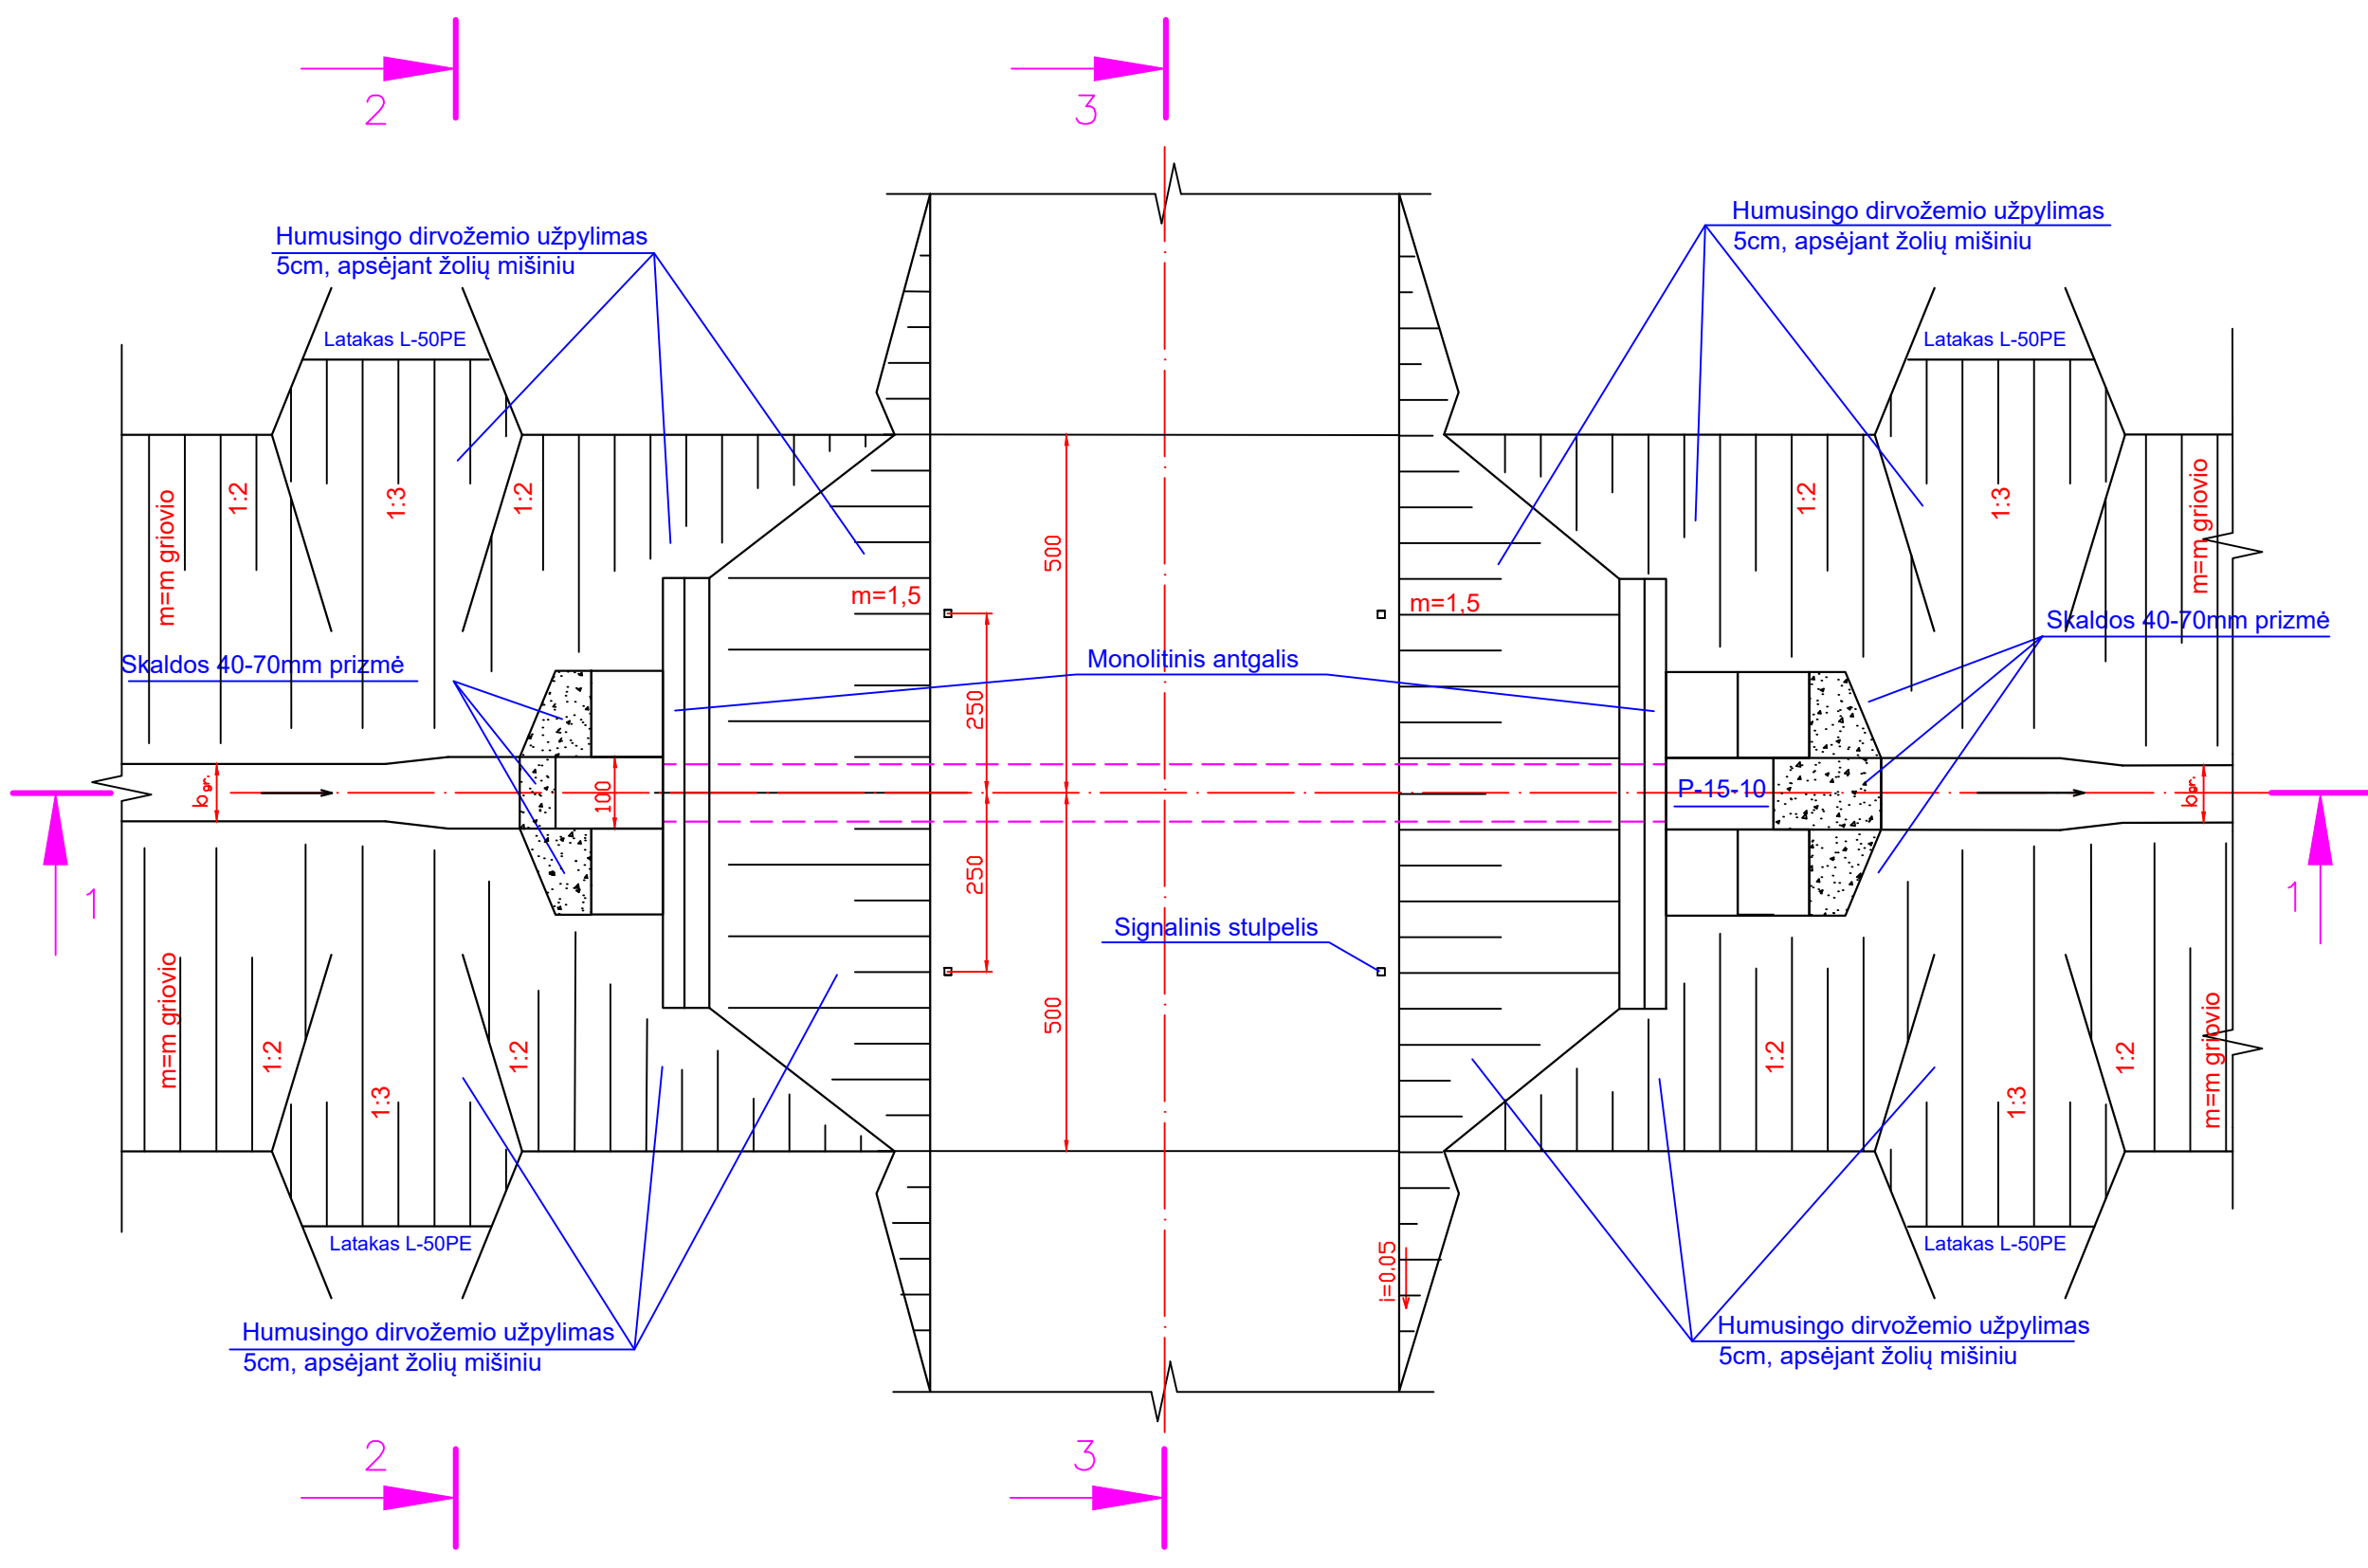 2
3
Humusingo dirvožemio užpylimas
5cm, apsėjant žolių mišiniu
Humusingo dirvožemio užpylimas
5cm, apsėjant žolių mišiniu
Latakas L-50PE
Latakas L-50PE
m=m griovio
1:2
1:3
1:2
500
1:2
1:3
m=m griovio
m=1,5
m=1,5
Skaldos 40-70mm prizmė
Skaldos 40-70mm prizmė
Monolitinis antgalis
250
bgr.
100
P-15-10
bgr.
1
250
1
Signalinis stulpelis
m=m griovio
1:2
1:3
1:2
500
1:2
1:3
1:2
m=m griovio
Latakas L-50PE
Latakas L-50PE
i=0.05
Humusingo dirvožemio užpylimas
5cm, apsėjant žolių mišiniu
Humusingo dirvožemio užpylimas
5cm, apsėjant žolių mišiniu
2
3